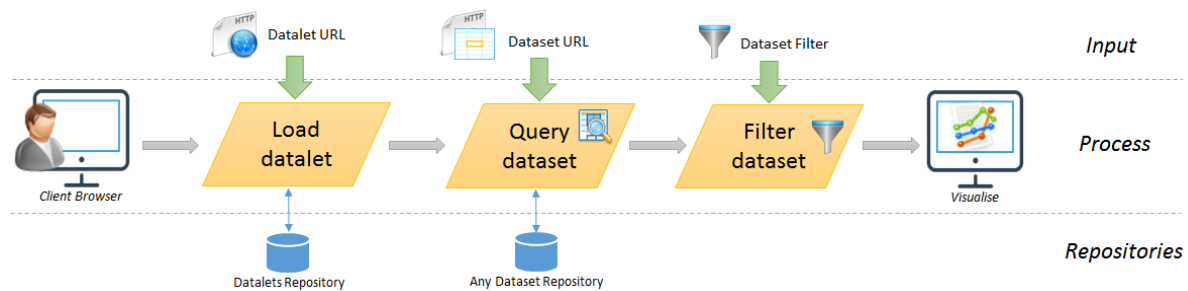 HTTP
Datalet URL
HTTP
Dataset URL
Dataset Filter
Input
Load
datalet
Query
dataset
Filter
dataset
Process
Client Browser
Visualise
Repositories
Datalets Repository
Any Dataset Repository